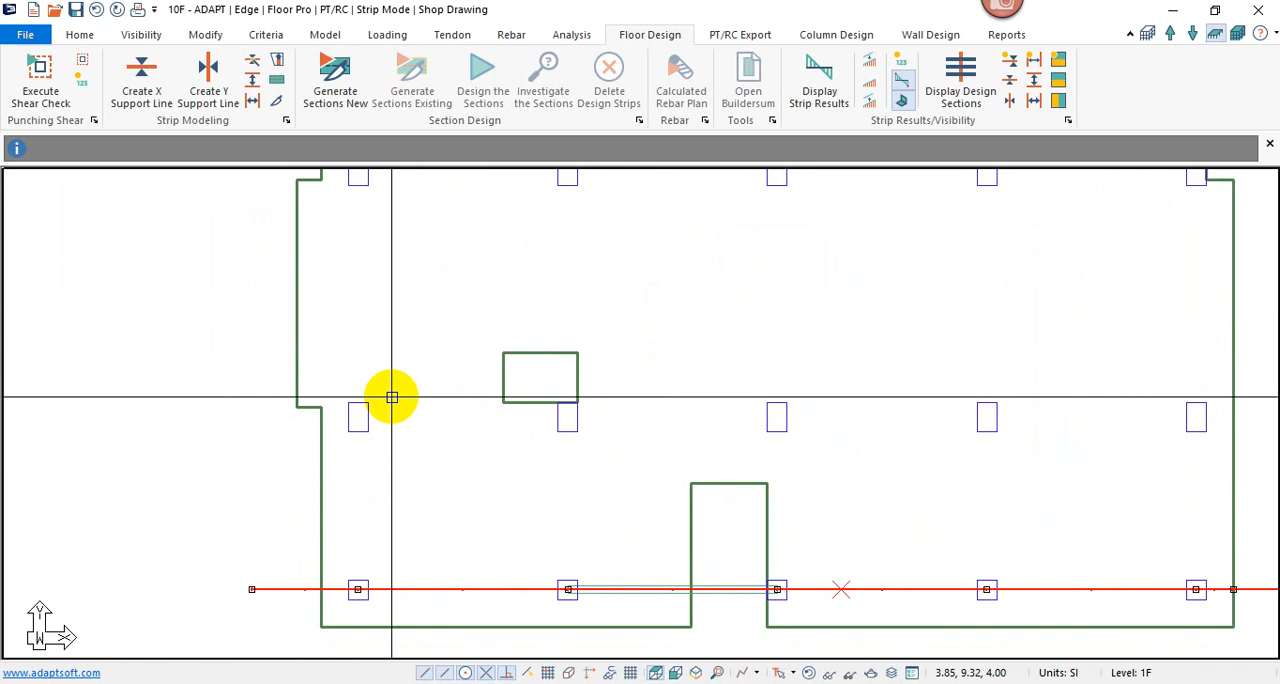 10F - ADAPT | Edge | Floor Pro | PT/RC | Strip Mode | Shop Drawing
File Home Visibility Modify Criteria Model Loading Tendon Rebar Analysis Floor Design PT/RC Export Column Design Wall Design Reports
Execute Create X Create Y Generate Generate Design the Investigate Delete Calculated Open Display Display Design
Shear Check Support Line Support Line Sections New Sections Existing Sections the Sections Design Strips Rebar Plan Buildersum Strip Results Sections
Punching Shear Strip Modeling Section Design Rebar Tools Strip Results/Visibility
Y
W X
www.adaptsoft.com 3.85, 9.32, 4.00 Units: SI Level: 1F